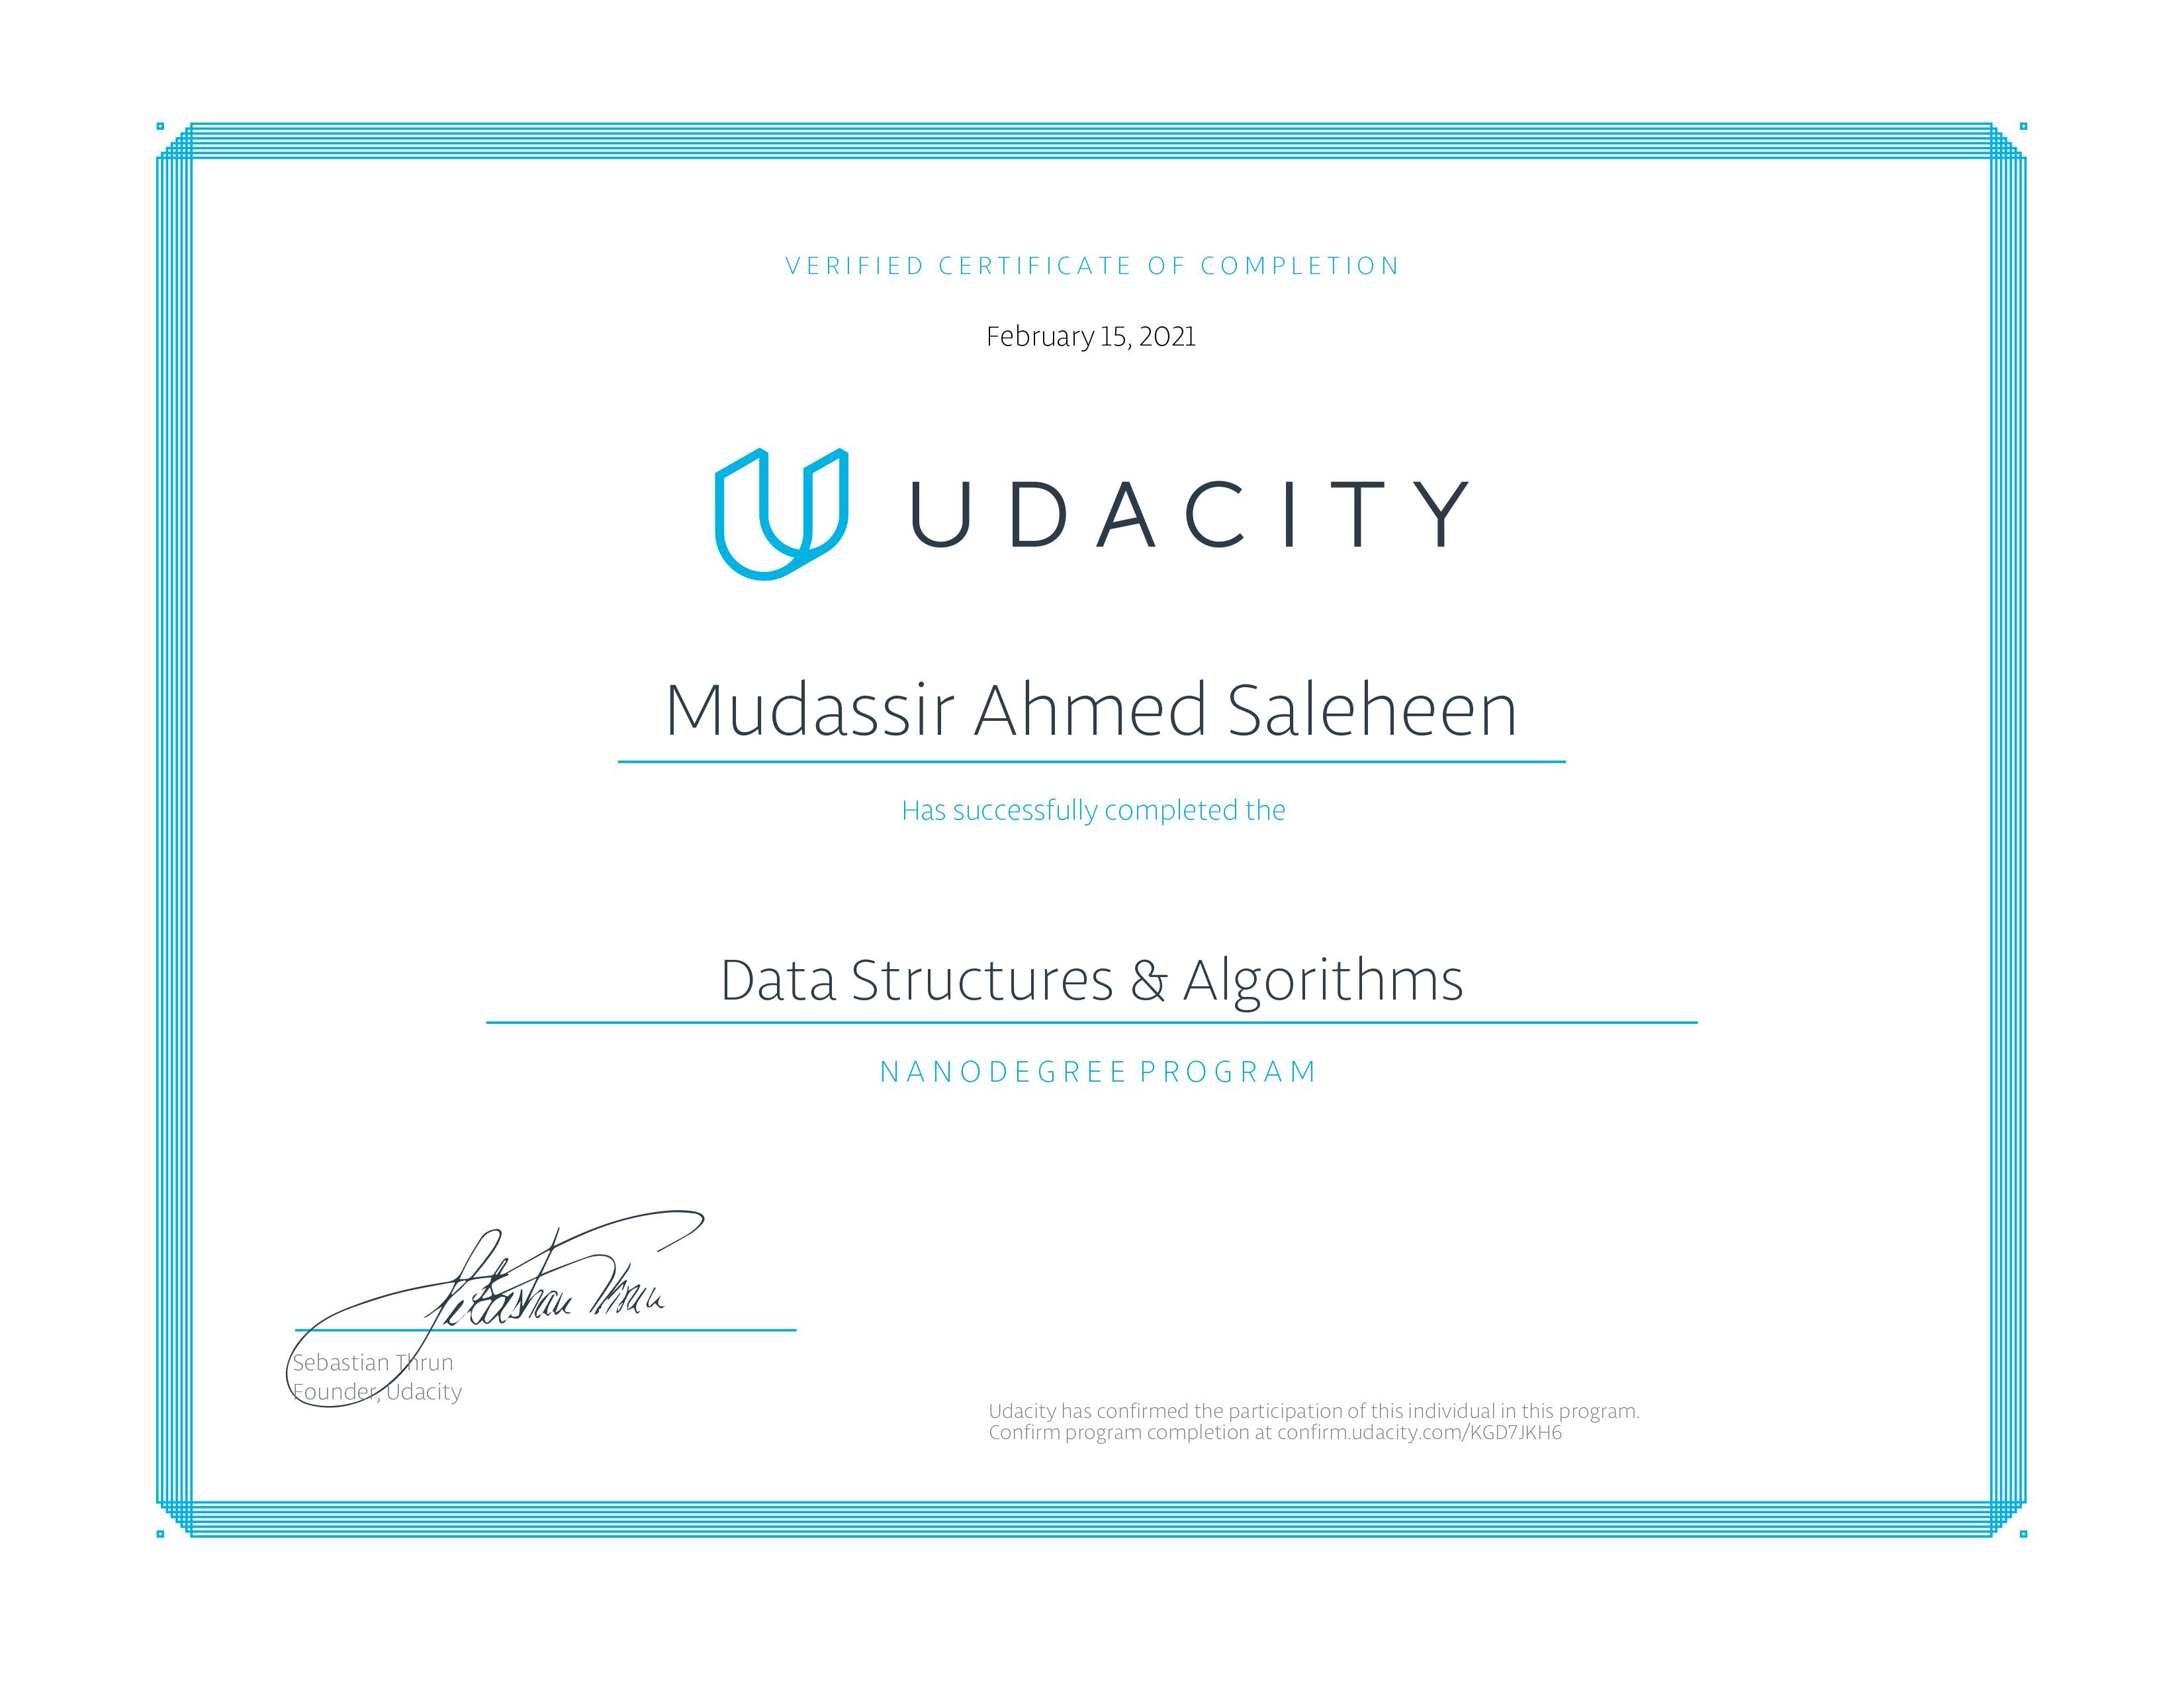 VERIFIED CERTIFICATE OF COMPLETION
February 15, 2021
UDACITY
Mudassir Ahmed Saleheen
Has successfully completed the
Data Structures & Algorithms
NANODEGREE PROGRAM
Sebastian Thrun
Sebastian Thrun
Founder, Udacity
Udacity has confirmed the participation of this individual in this program.
Confirm program completion at confirm.udacity.com/KGD7JKH6